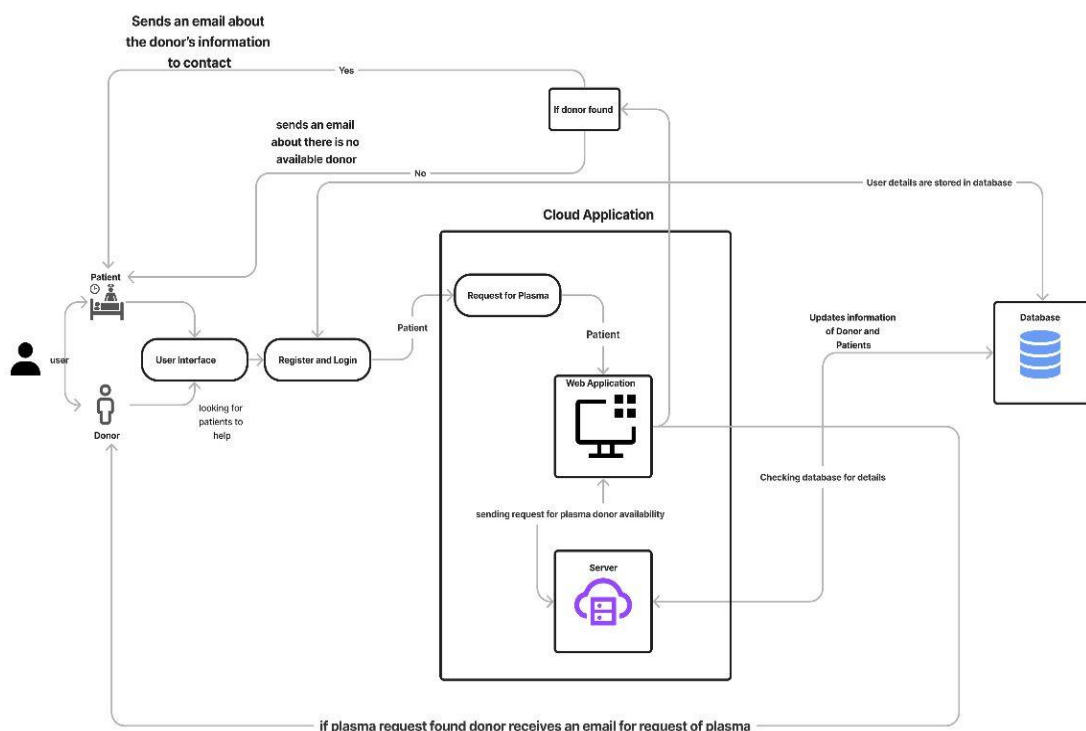 Sends an email about
the donor's information
to contact
Yes
If donor found
sends an email
about there is no
available donor
No
User details are stored in database
Cloud Application
Patient
Request for Plasma
Patient
Patient
Updates information
of Donor and
Patients
Database
user
User Interface
Register and Login
Web Application
looking for
patients to
help
Donor
Checking database for details
sending request for plasma donor availability
Server
if plasma request found donor receives an email for request of plasma